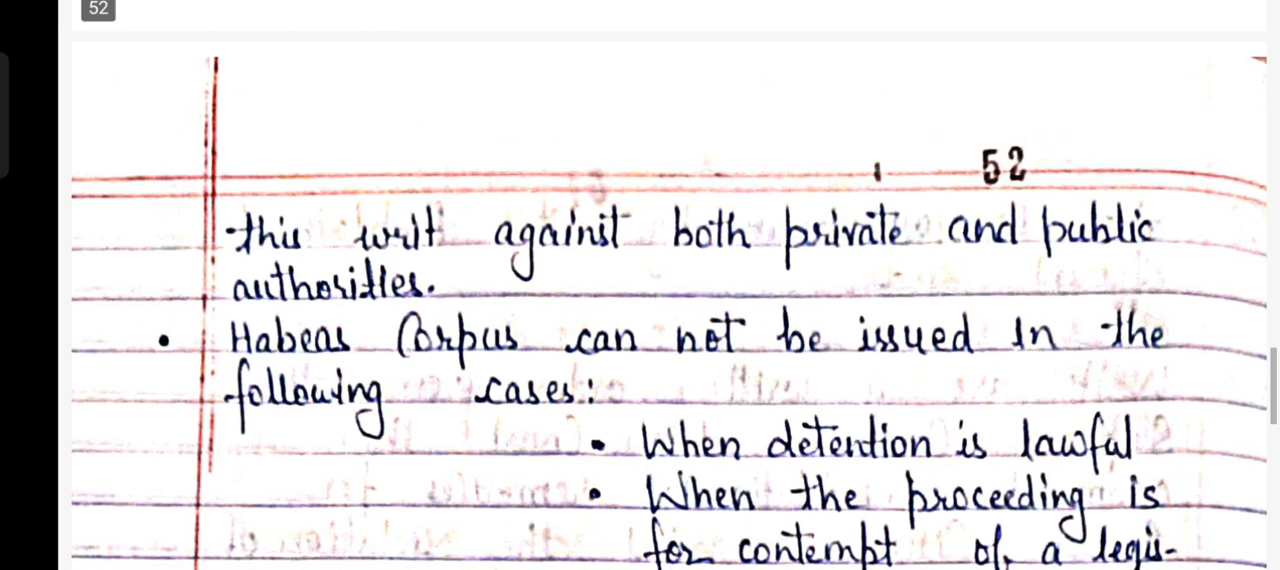 52
52
this writ against both private and public
authorities.
• Habeas Corpus can not be issued in the
following cases:
• When detention is lawful
• When the proceeding is
for contempt of a legis-